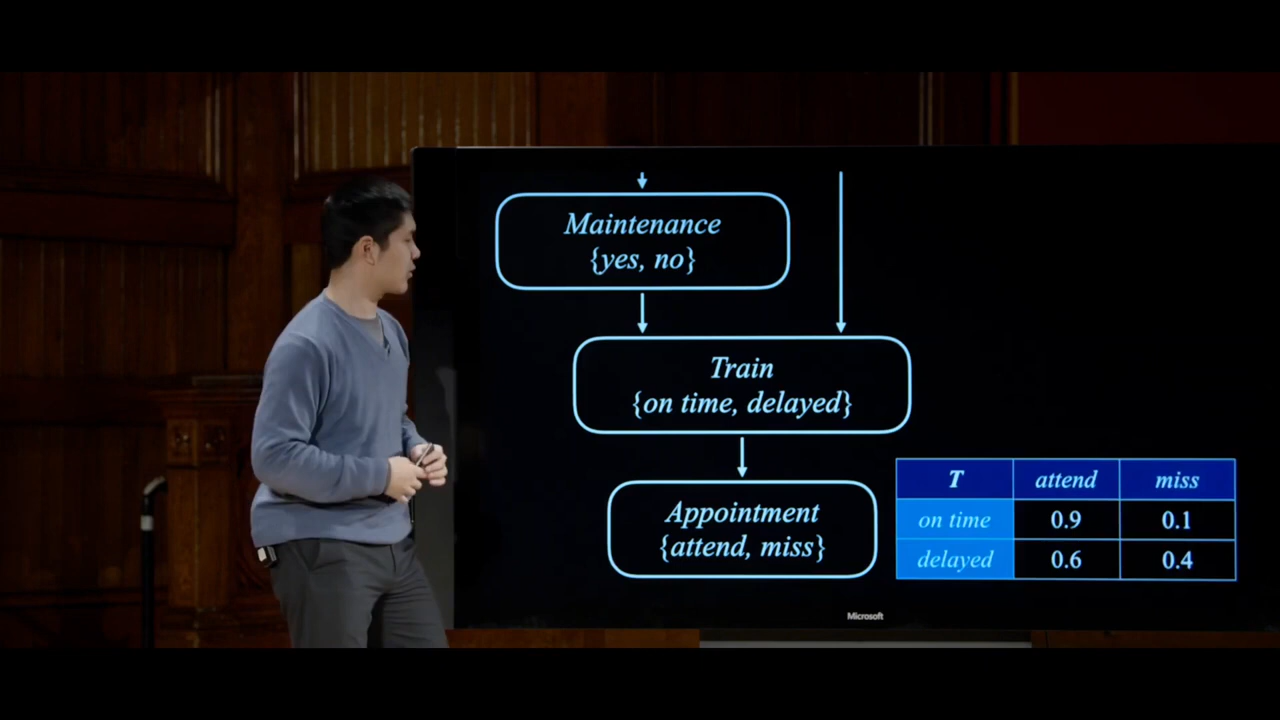 Maintenance
{yes, no}
Train
{on time, delayed}
Appointment
{attend, miss}
T attend miss
on time 0.9 0.1
delayed 0.6 0.4
Microsoft